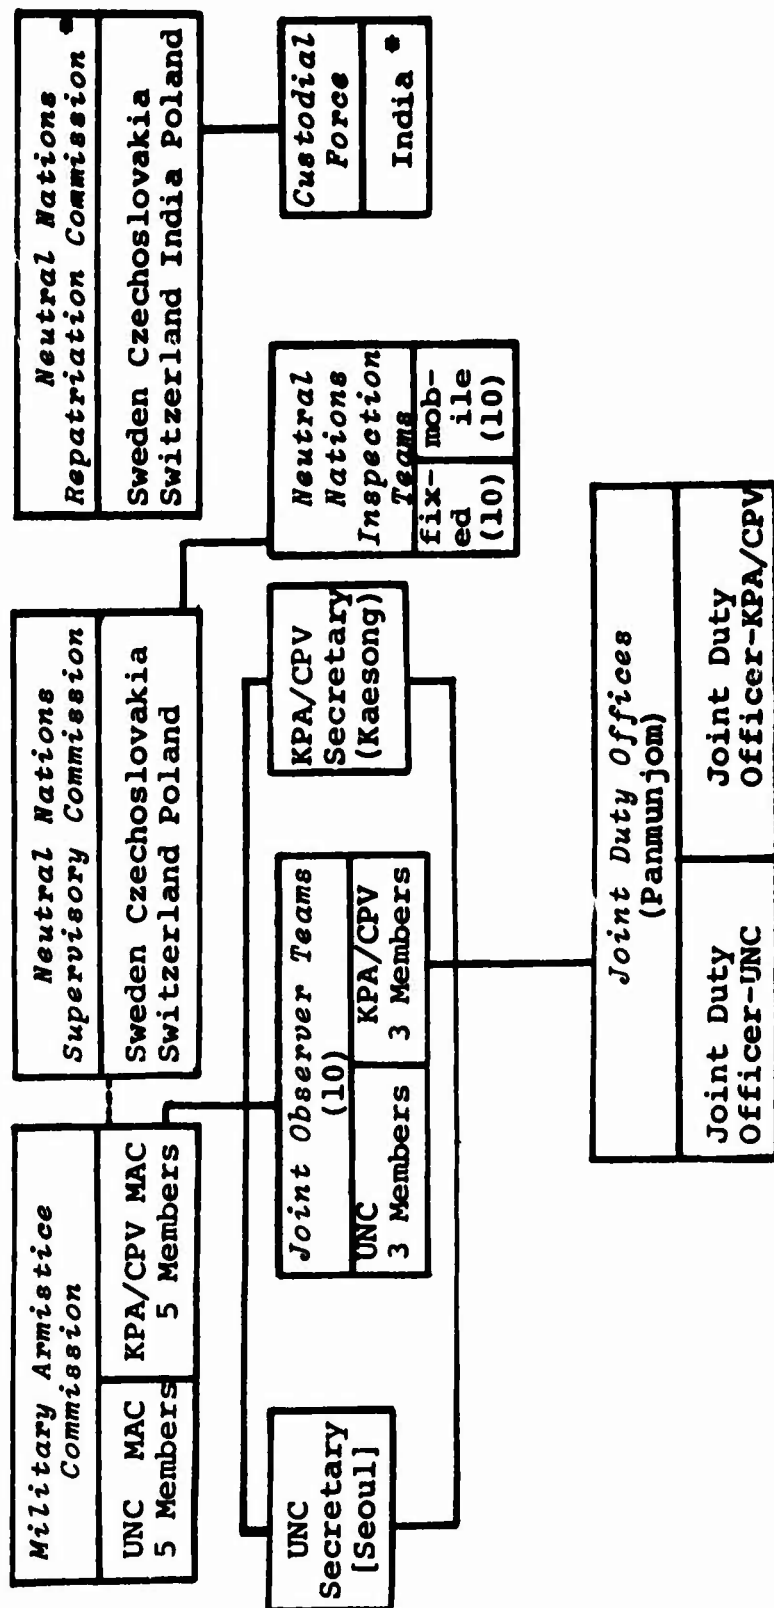 Military Armistice
Commission
UNC MAC
5 Members
KPA/CPV MAC
5 Members
Neutral Nations
Supervisory Commission
Sweden Czechoslovakia
Switzerland Poland
Neutral Nations
Repatriation Commission *
Sweden Czechoslovakia
Switzerland India Poland
UNC
Secretary
[Seoul]
Joint Observer Teams
(10)
UNC
3 Members
KPA/CPV
3 Members
KPA/CPV
Secretary
(Kaesong)
Neutral
Nations
Inspection
Teams
fix-
ed
(10)
mob-
ile
(10)
Custodial
Force
India *
Joint Duty Offices
(Panmunjom)
Joint Duty
Officer-UNC
Joint Duty
Officer-KPA/CPV